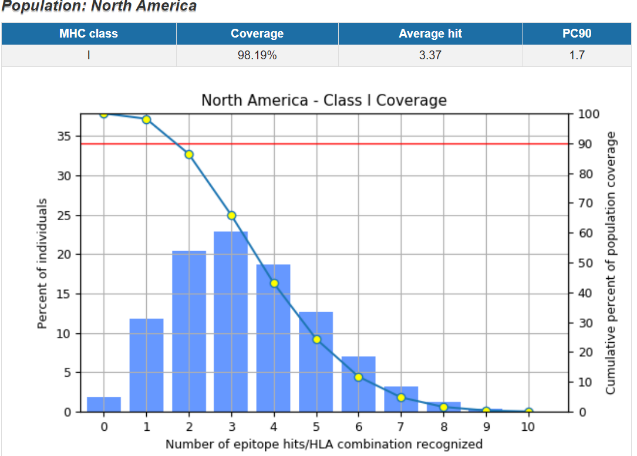 Population: North America
MHC class Coverage Average hit PC90
I 98.19% 3.37 1.7
North America - Class I Coverage
35
30
25
20
15
10
5
0
Percent of individuals
100
90
80
70
60
50
40
30
20
10
0
Cumulative percent of population coverage
0 1 2 3 4 5 6 7 8 9 10
Number of epitope hits/HLA combination recognized